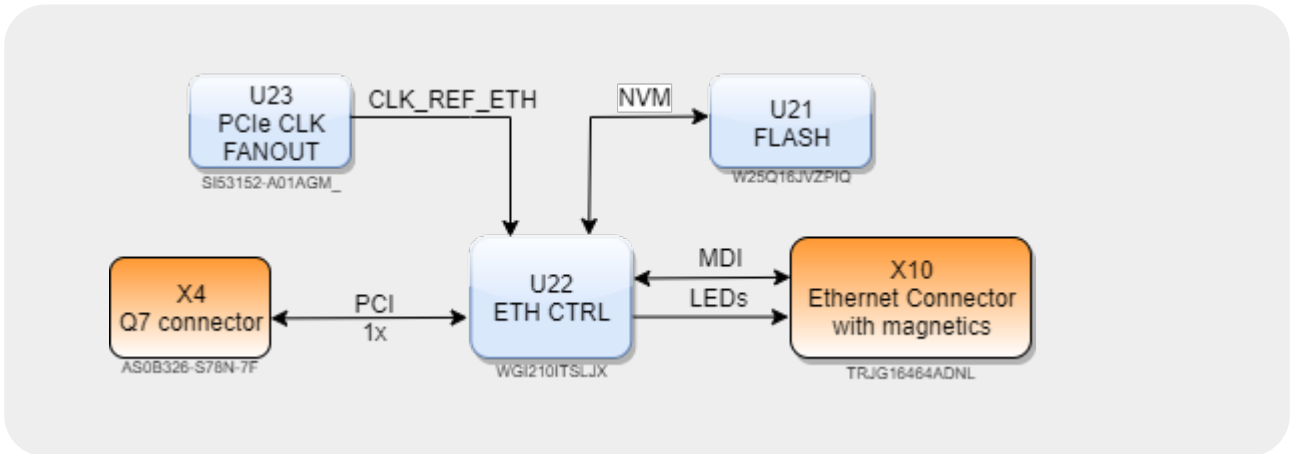 U23
PCIe CLK
FANOUT
SI53152-A01AGM_
CLK_REF_ETH
NVM
U21
FLASH
W25Q16JVZPIQ
X4
Q7 connector
AS0B326-S78N-7F
PCI
1x
U22
ETH CTRL
WGI210ITSLJX
MDI
LEDs
X10
Ethernet Connector
with magnetics
TRJG16464ADNL